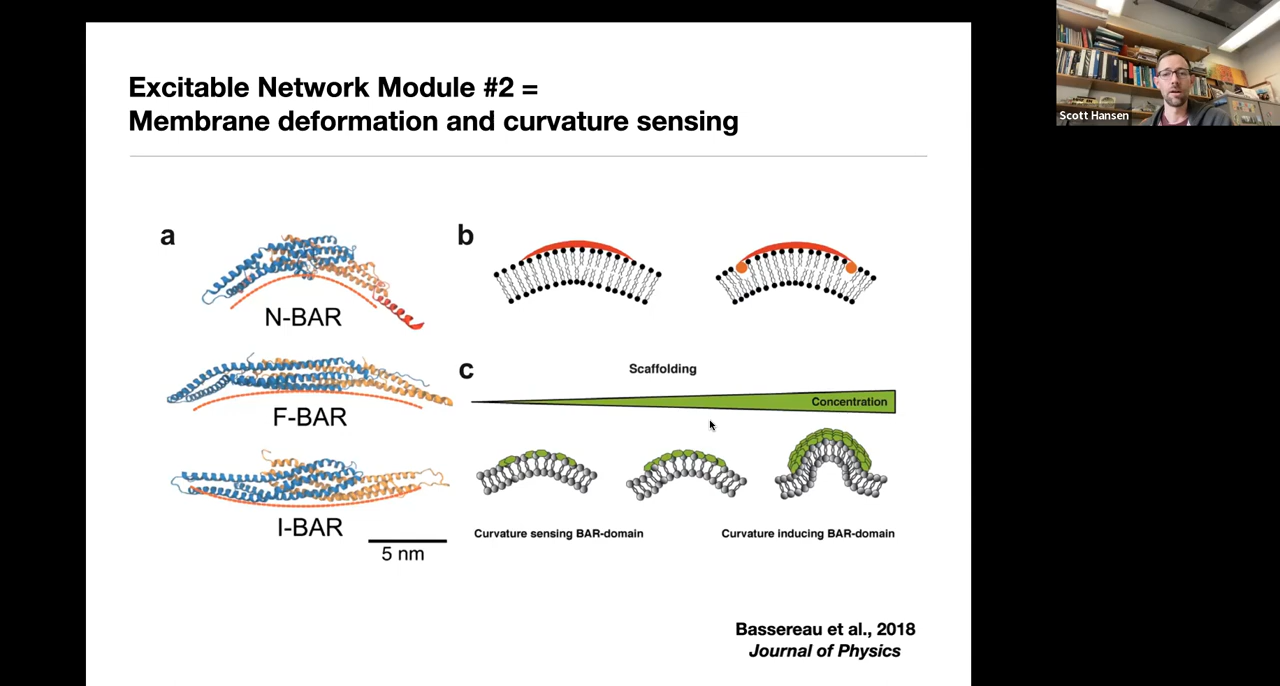 Excitable Network Module #2 =
Membrane deformation and curvature sensing
a
N-BAR
F-BAR
I-BAR
5 nm
b
c
Scaffolding
Concentration
Curvature sensing BAR-domain
Curvature inducing BAR-domain
Bassereau et al., 2018
Journal of Physics
Scott Hansen